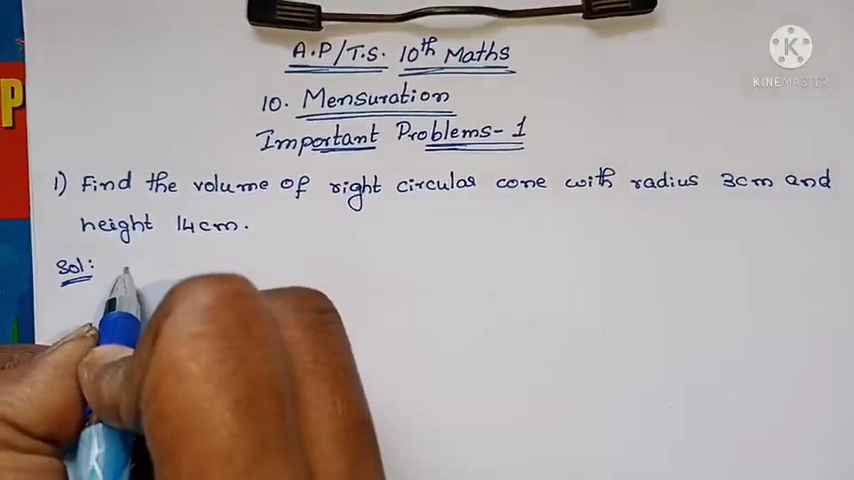 A.P/T.S. 10th Maths
10. Mensuration
Important Problems-1
1) Find the volume of right circular cone with radius 3cm and
height 14cm.
Sol:
K
KINEMASTER
P